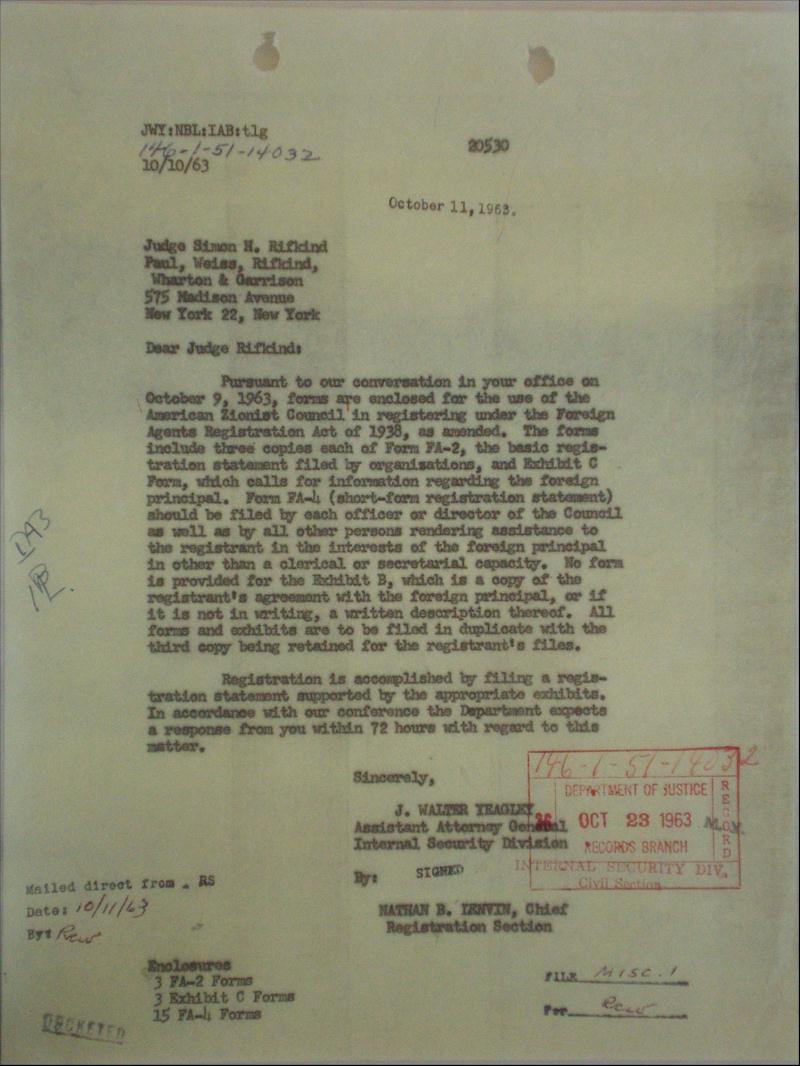 JWY:NBL:IAB:tlg
146-1-51-14032
10/10/63
20530
October 11, 1963.
Judge Simon H. Rifkind
Paul, Weiss, Rifkind,
Wharton & Garrison
575 Madison Avenue
New York 22, New York
Dear Judge Rifkind:
Pursuant to our conversation in your office on
October 9, 1963, forms are enclosed for the use of the
American Zionist Council in registering under the Foreign
Agents Registration Act of 1938, as amended. The forms
include three copies each of Form FA-2, the basic regis-
tration statement filed by organizations, and Exhibit C
Form, which calls for information regarding the foreign
principal. Form FA-4 (short-form registration statement)
should be filed by each officer or director of the Council
as well as by all other persons rendering assistance to
the registrant in the interests of the foreign principal
in other than a clerical or secretarial capacity. No form
is provided for the Exhibit B, which is a copy of the
registrant's agreement with the foreign principal, or if
it is not in writing, a written description thereof. All
forms and exhibits are to be filed in duplicate with the
third copy being retained for the registrant's files.
Registration is accomplished by filing a regis-
tration statement supported by the appropriate exhibits.
In accordance with our conference the Department expects
a response from you within 72 hours with regard to this
matter.
Sincerely,
J. WALTER YEAGLEY
Assistant Attorney General
Internal Security Division
By: SIGNED
NATHAN B. LENVIN, Chief
Registration Section
146-1-51-14032
DEPARTMENT OF JUSTICE
OCT 23 1963
RECORDS BRANCH
RECORD
INTERNAL SECURITY DIV.
Civil Section
Mailed direct from RS
Date: 10/11/63
By: Rew
Enclosures
3 FA-2 Forms
3 Exhibit C Forms
15 FA-4 Forms
FILE MISC. 1
Per Rew
DOCKETED